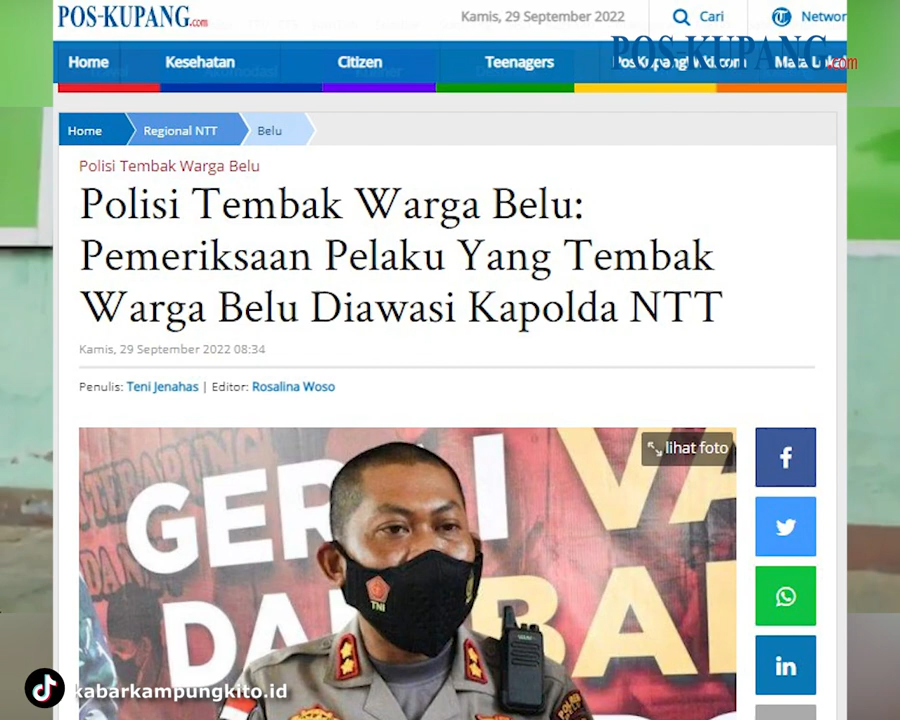 POS-KUPANG.com
Kamis, 29 September 2022
Cari
Networ
POS-KUPANG.com
Home
Kesehatan
Citizen
Teenagers
PosKupangWiki.com
Mata Lokal
Home
Regional NTT
Belu
Polisi Tembak Warga Belu
Polisi Tembak Warga Belu:
Pemeriksaan Pelaku Yang Tembak
Warga Belu Diawasi Kapolda NTT
Kamis, 29 September 2022 08:34
Penulis: Teni Jenahas | Editor: Rosalina Woso
lihat foto
GER
I VA
DA
BA
TNI
kabarkampungkito.id